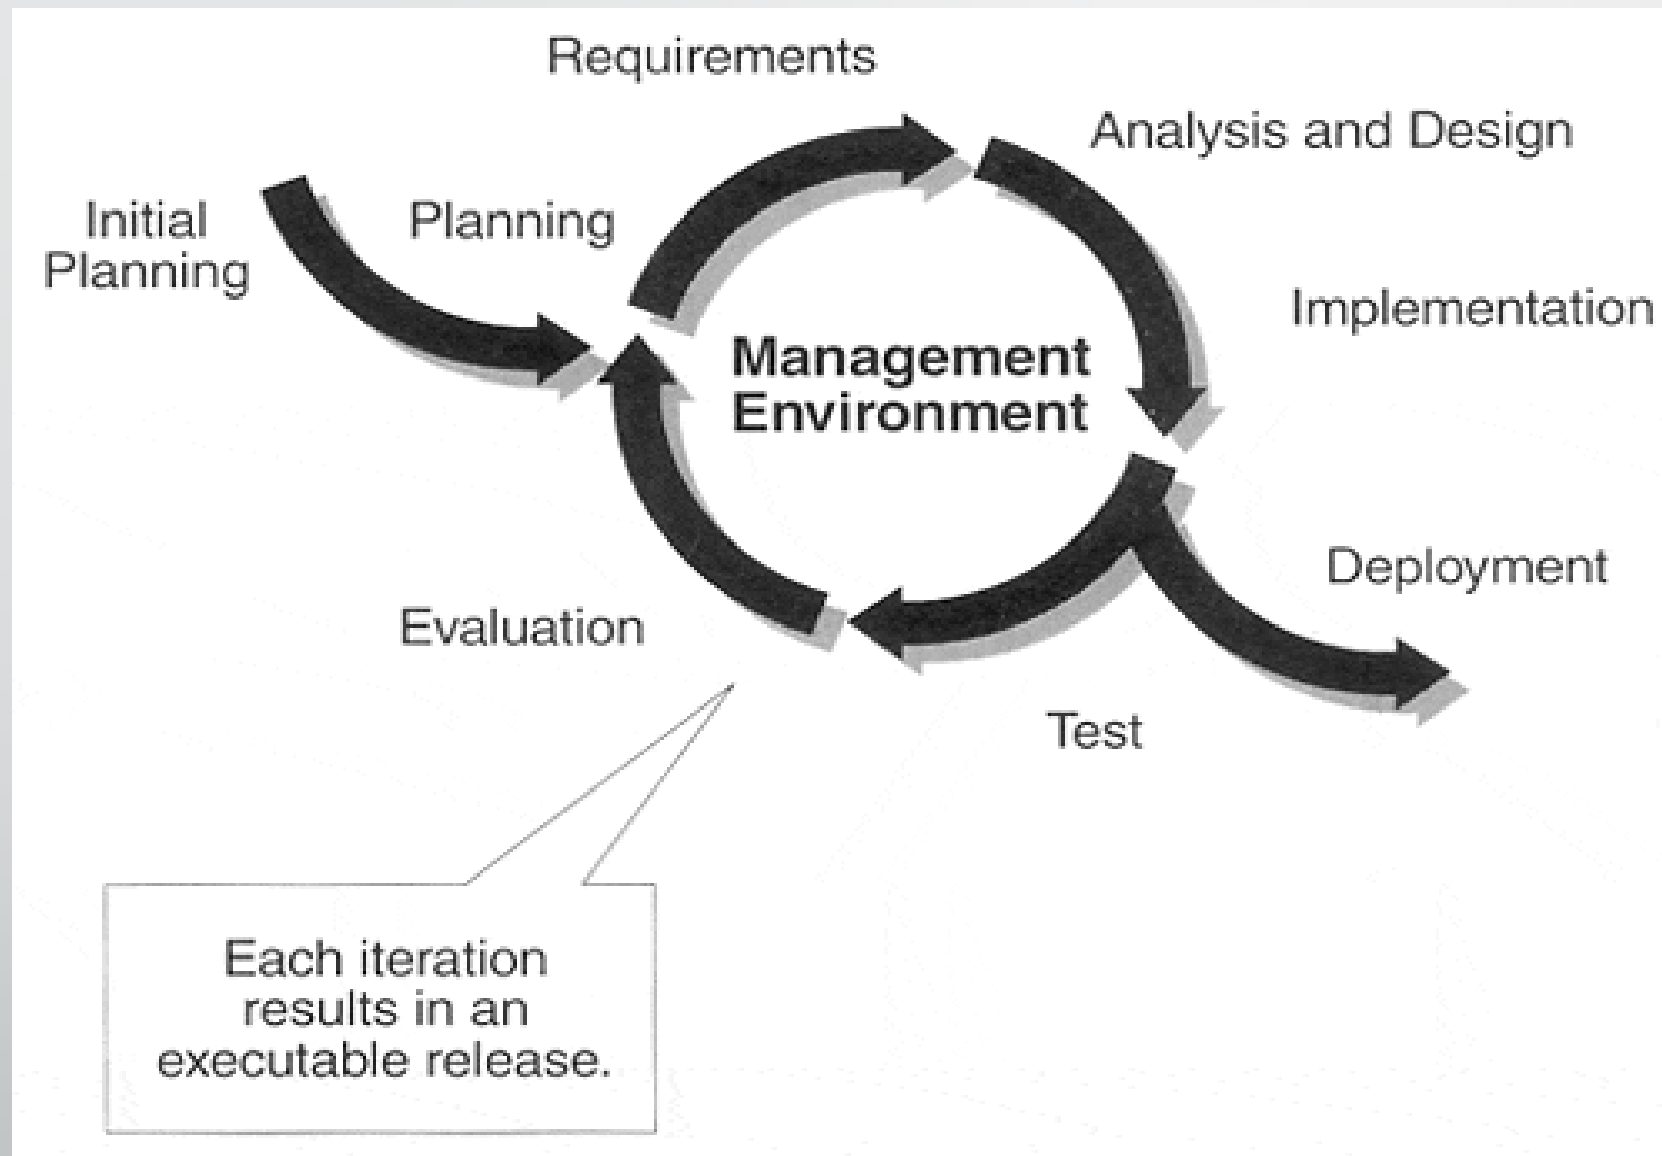 Requirements
Analysis and Design
Initial
Planning
Planning
Implementation
Management
Environment
Deployment
Evaluation
Test
Each iteration
results in an
executable release.